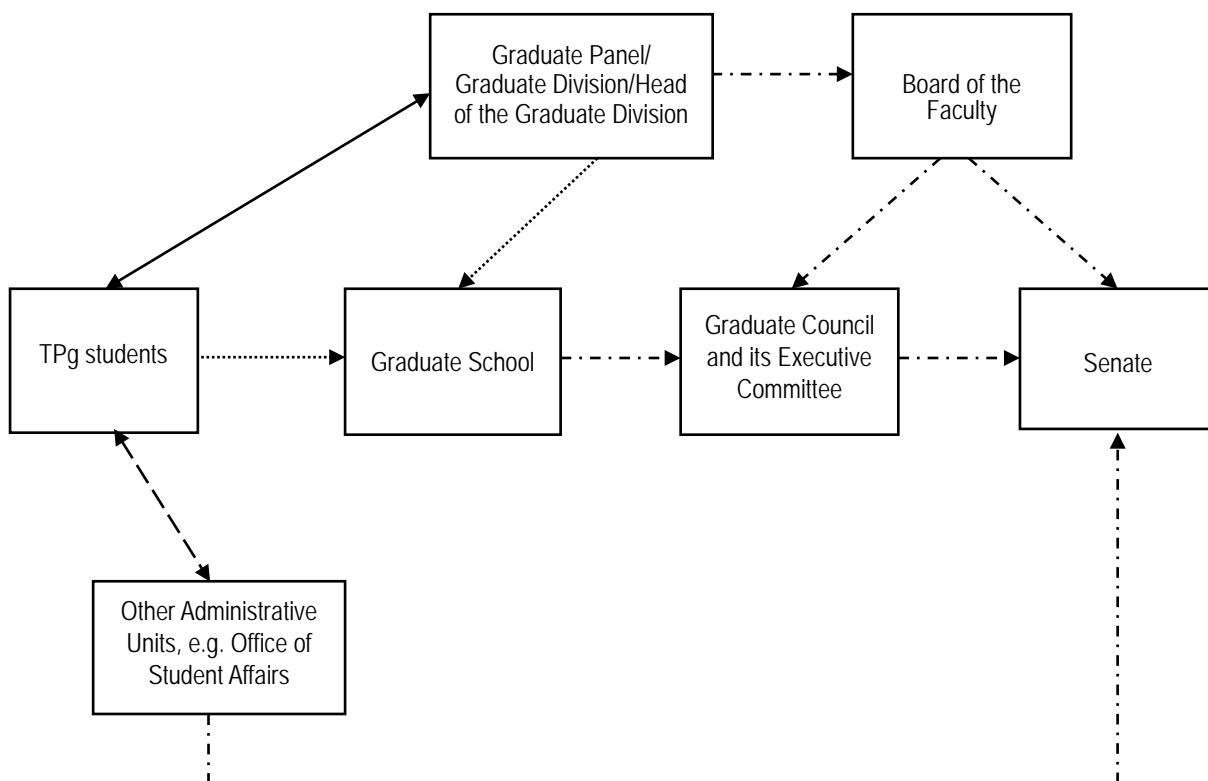 Graduate Panel/
Graduate Division/Head
of the Graduate Division
Board of the
Faculty
TPg students
Graduate School
Graduate Council
and its Executive
Committee
Senate
Other Administrative
Units, e.g. Office of
Student Affairs